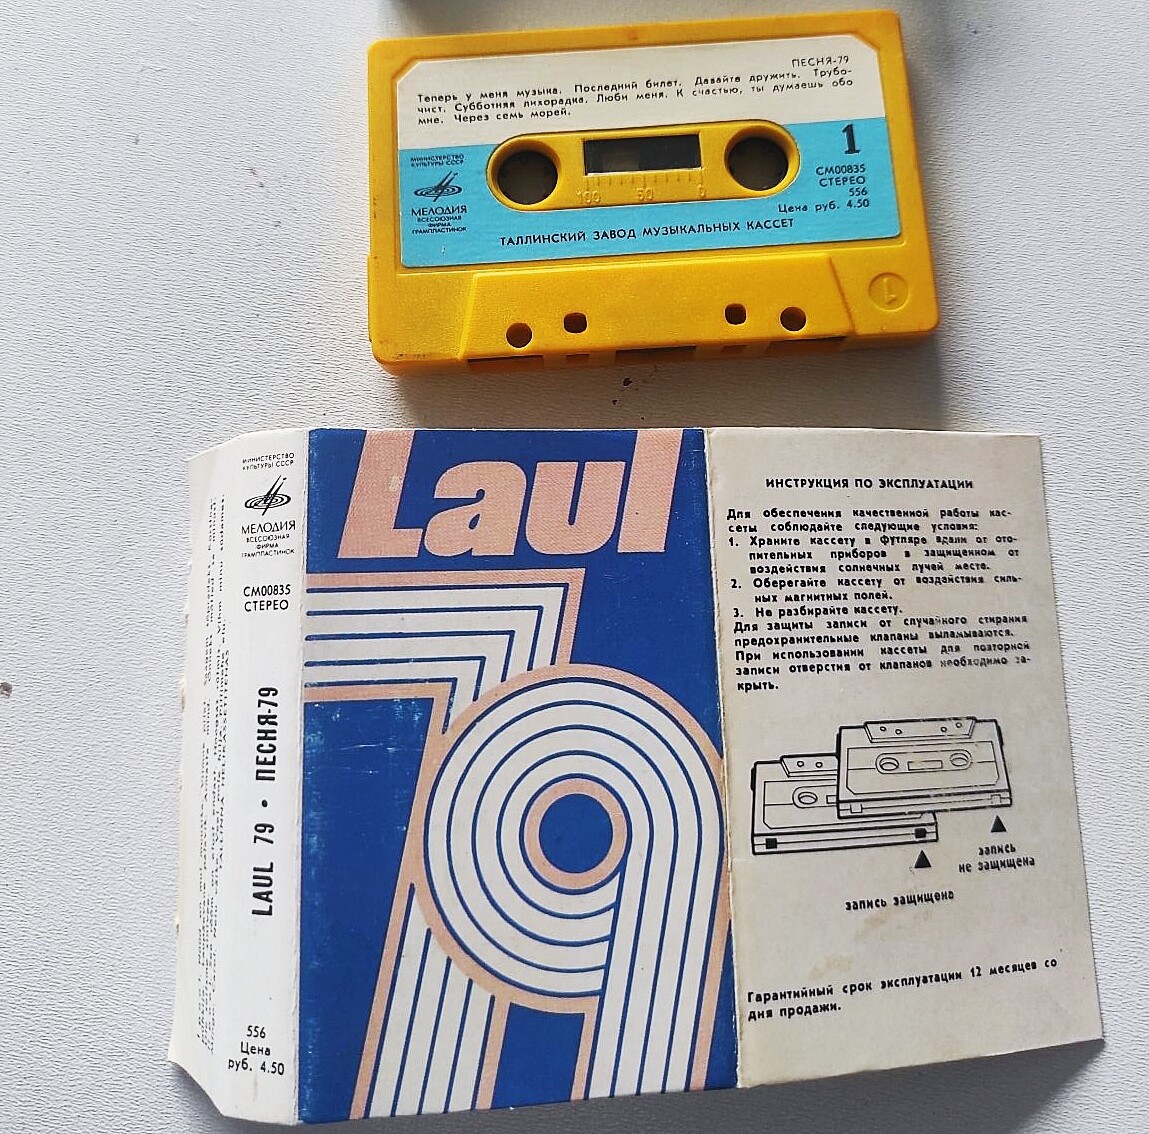 ПЕСНЯ-79
Теперь у меня музыка. Последний билет. Давайте дружить. Трубо-
чист. Субботняя лихорадка. Люби меня. К счастью, ты думаешь обо
мне. Через семь морей.
1
МИНИСТЕРСТВО
КУЛЬТУРЫ СССР
МЕЛОДИЯ
ВСЕСОЮЗНАЯ
ФИРМА
ГРАМПЛАСТИНОК
100 50 0
СМ00835
СТЕРЕО
556
Цена руб. 4.50
ТАЛЛИНСКИЙ ЗАВОД МУЗЫКАЛЬНЫХ КАССЕТ
1
МИНИСТЕРСТВО
КУЛЬТУРЫ СССР
МЕЛОДИЯ
ВСЕСОЮЗНАЯ
ФИРМА
ГРАМПЛАСТИНОК
СМ00835
СТЕРЕО
LAUL 79 • ПЕСНЯ-79
556
Цена
руб. 4.50
TALLINNA HELIKASSETITEHAS
Laul
79
ИНСТРУКЦИЯ ПО ЭКСПЛУАТАЦИИ
Для обеспечения качественной работы кас-
сеты соблюдайте следующие условия:
1. Храните кассету в футляре вдали от ото-
пительных приборов в защищенном от
воздействия солнечных лучей месте.
2. Оберегайте кассету от воздействия силь-
ных магнитных полей.
3. Не разбирайте кассету.
Для защиты записи от случайного стирания
предохранительные клапаны выламываются.
При использовании кассеты для повторной
записи отверстия от клапанов необходимо за-
крыть.
запись
не защищена
запись защищена
Гарантийный срок эксплуатации 12 месяцев со
дня продажи.